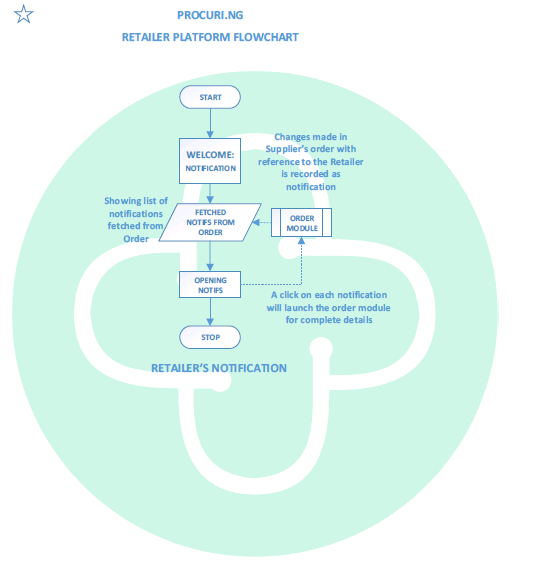 PROCURI.NG
RETAILER PLATFORM FLOWCHART
START
WELCOME:
NOTIFICATION
Changes made in
Supplier's order with
reference to the Retailer
is recorded as
notification
Showing list of
notifications
fetched from
Order
FETCHED
NOTIFS FROM
ORDER
ORDER
MODULE
OPENING
NOTIFS
A click on each notification
will launch the order module
for complete details
STOP
RETAILER'S NOTIFICATION